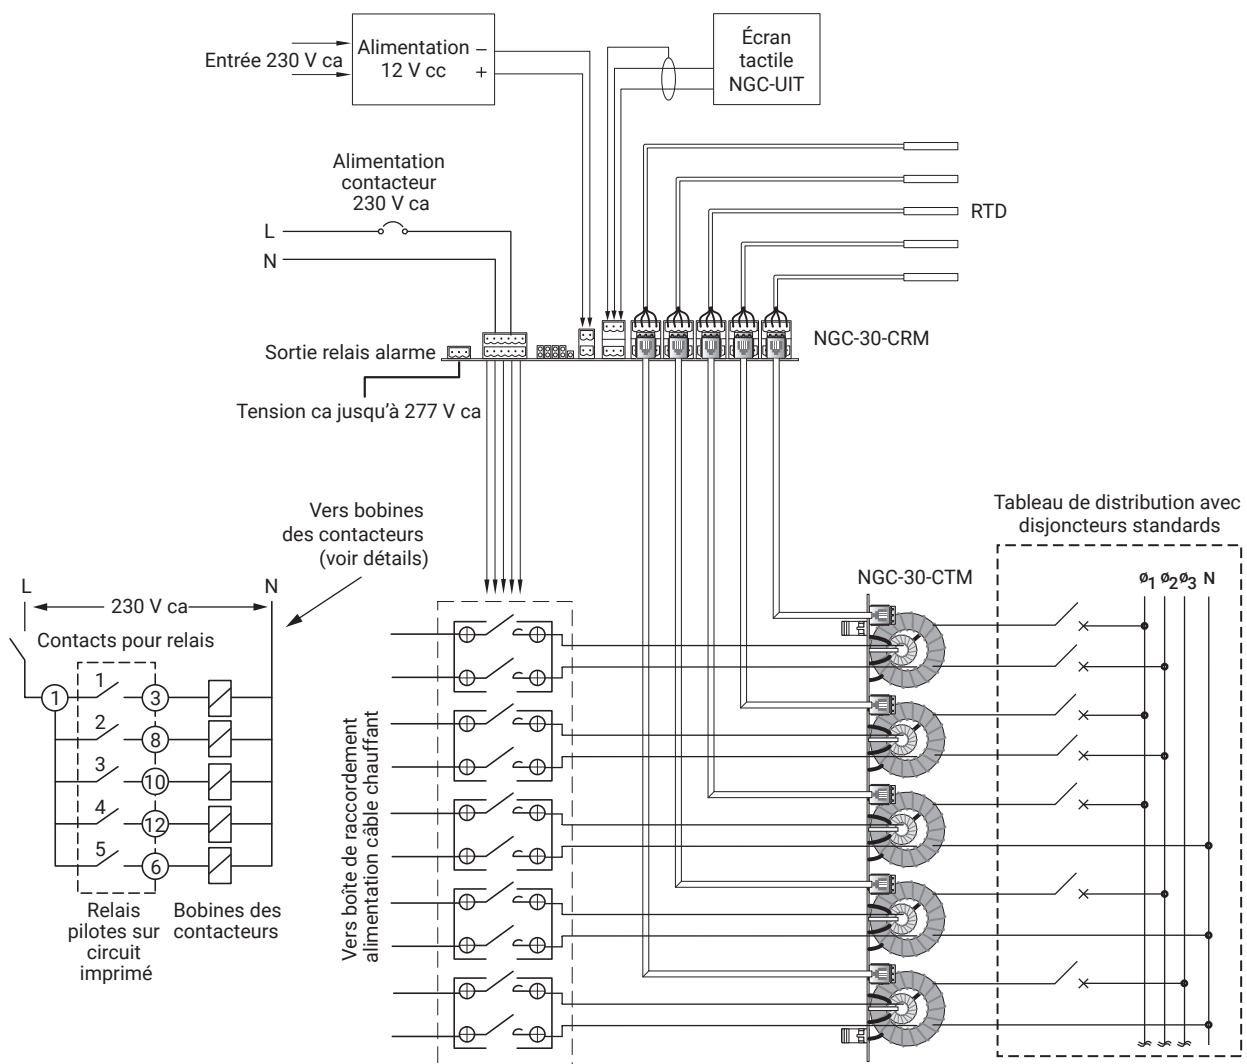 Entrée 230 V ca
Alimentation –
12 V cc +
Écran
tactile
NGC-UIT
Alimentation
contacteur
230 V ca
L
N
RTD
Sortie relais alarme
NGC-30-CRM
Tension ca jusqu'à 277 V ca
Vers bobines
des contacteurs
(voir détails)
L
N
230 V ca
Contacts pour relais
1
1
3
2
8
3
10
4
12
5
6
Relais
pilotes sur
circuit
imprimé
Bobines des
contacteurs
Vers boîte de raccordement
alimentation câble chauffant
NGC-30-CTM
Tableau de distribution avec
disjoncteurs standards
ø1 ø2 ø3 N